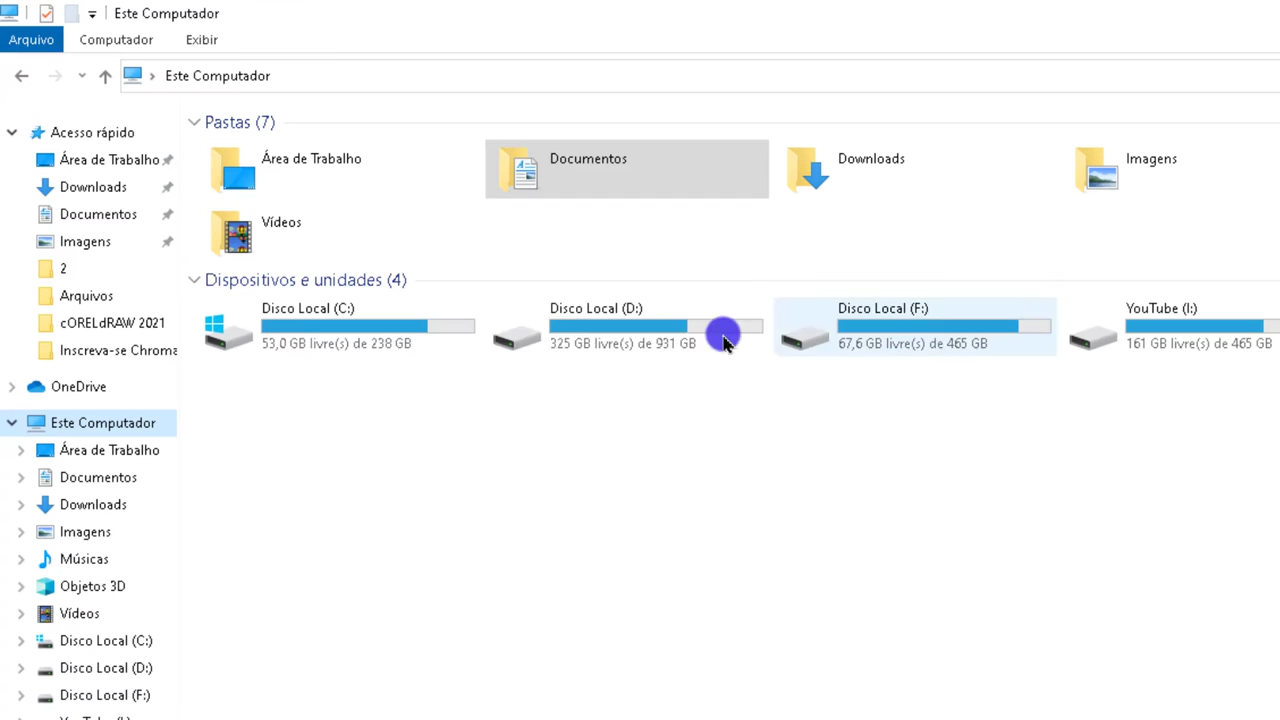 Este Computador
Arquivo
Computador
Exibir
Este Computador
Acesso rápido
Área de Trabalho
Downloads
Documentos
Imagens
2
Arquivos
cORELdRAW 2021
Inscreva-se Chroma
OneDrive
Este Computador
Área de Trabalho
Documentos
Downloads
Imagens
Músicas
Objetos 3D
Vídeos
Disco Local (C:)
Disco Local (D:)
Disco Local (F:)
Pastas (7)
Área de Trabalho
Documentos
Downloads
Imagens
Vídeos
Dispositivos e unidades (4)
Disco Local (C:)
53,0 GB livre(s) de 238 GB
Disco Local (D:)
325 GB livre(s) de 931 GB
Disco Local (F:)
67,6 GB livre(s) de 465 GB
YouTube (I:)
161 GB livre(s) de 465 GB